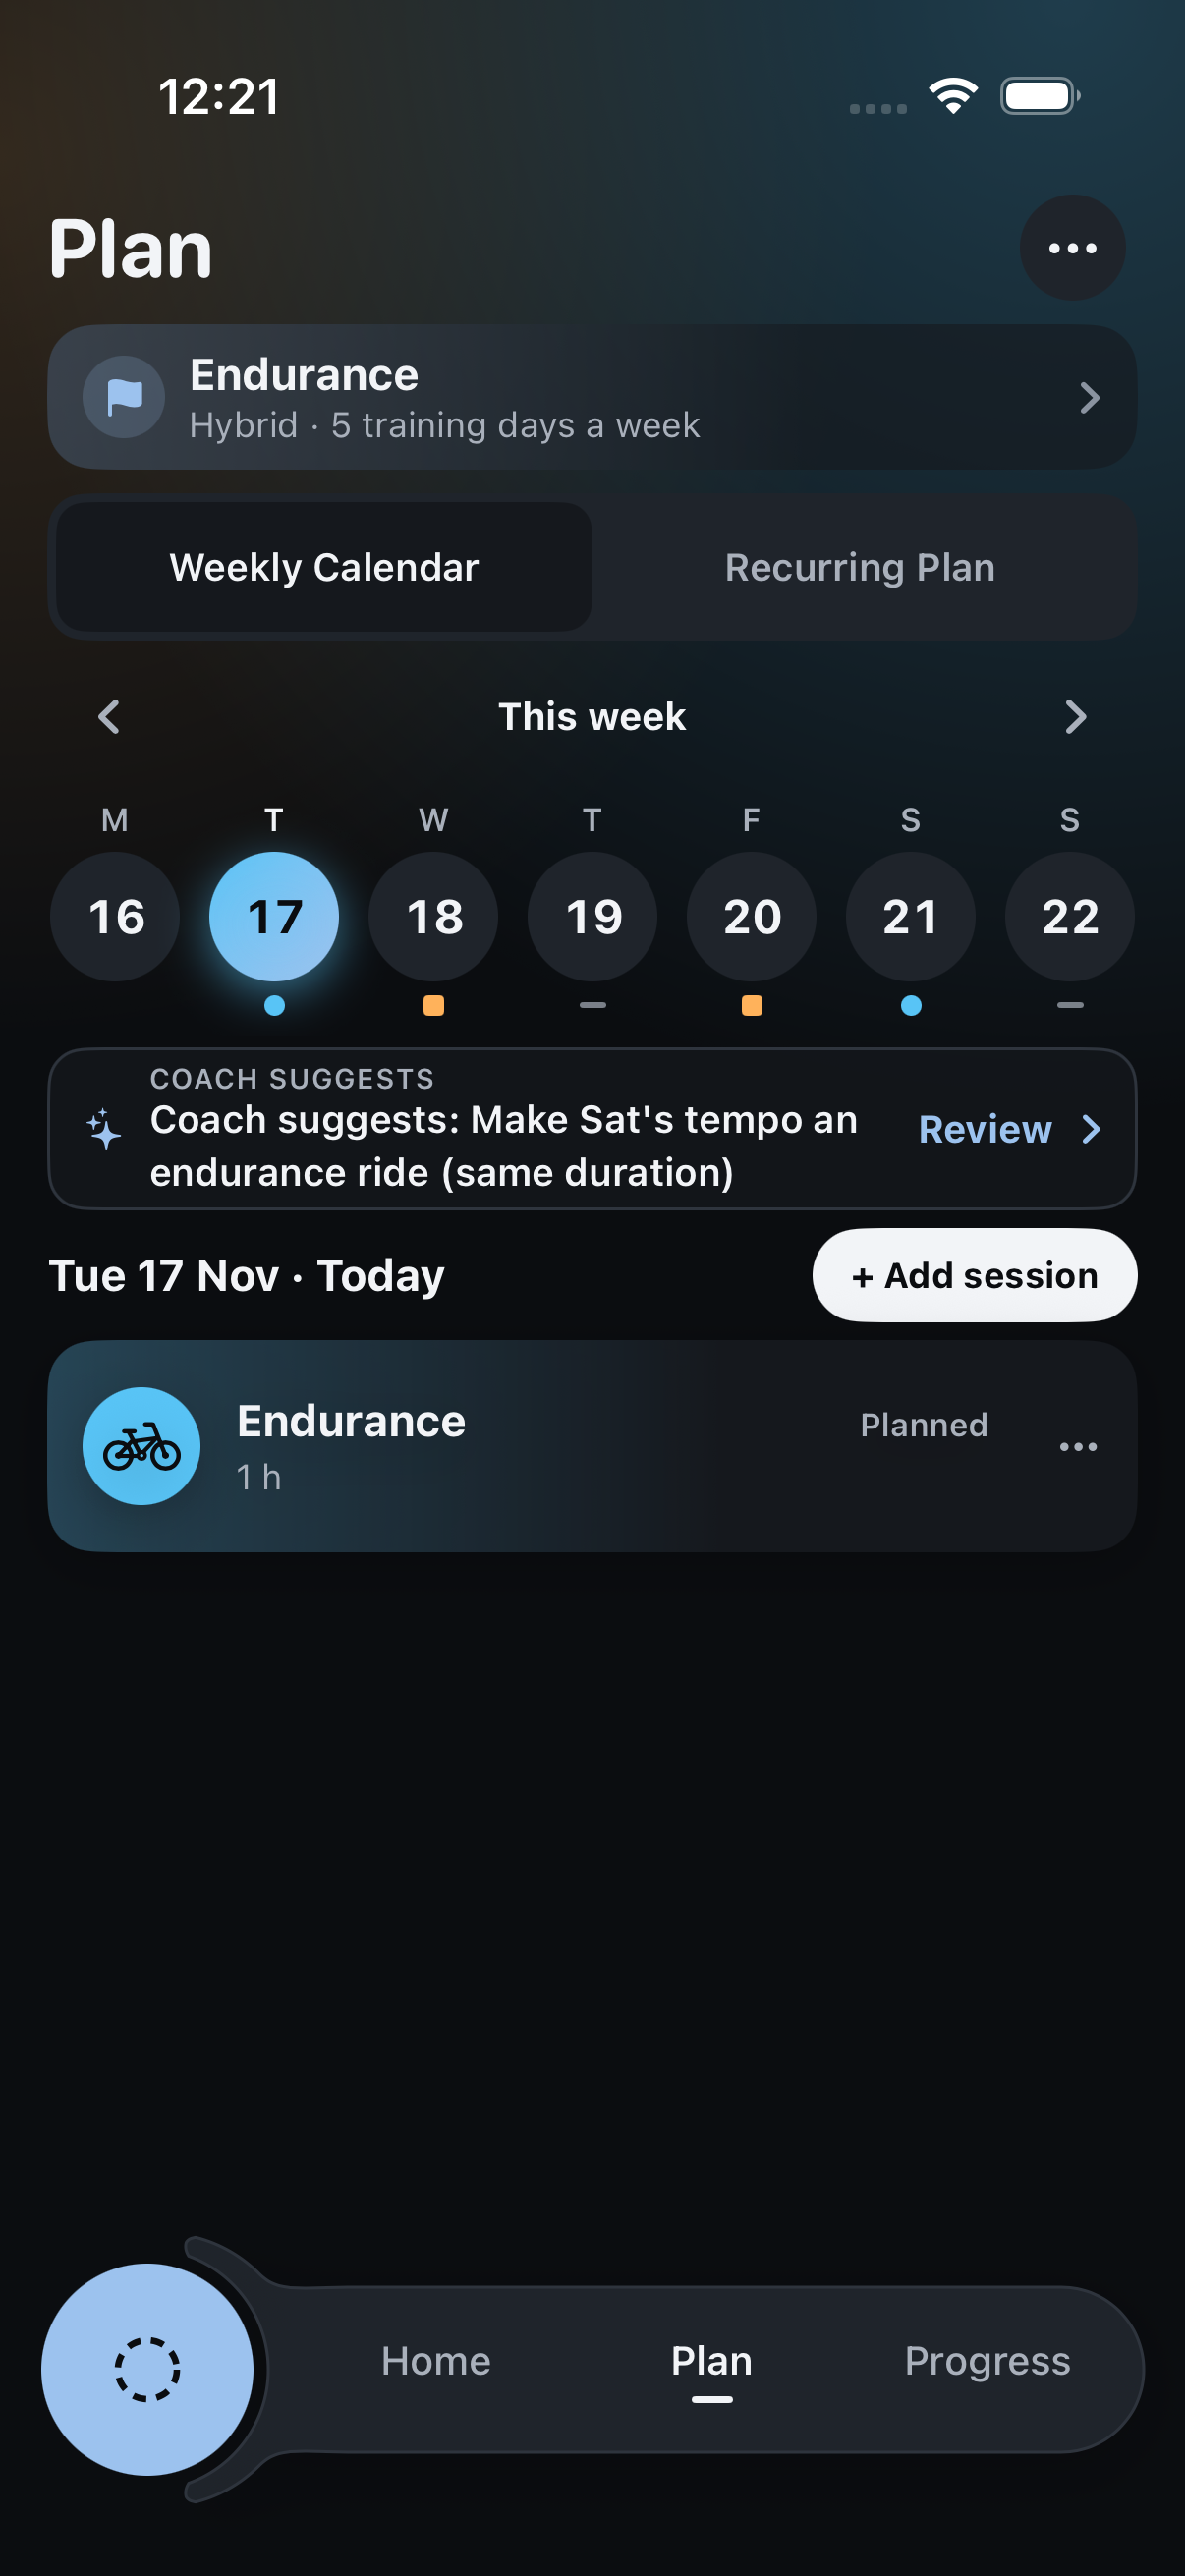 12:21
Plan
Endurance
Hybrid · 5 training days a week
Weekly Calendar
Recurring Plan
This week
M T W T F S S
16 17 18 19 20 21 22
COACH SUGGESTS
Coach suggests: Make Sat's tempo an
endurance ride (same duration)
Review
Tue 17 Nov · Today
+ Add session
Endurance
Planned
1 h
Home
Plan
Progress